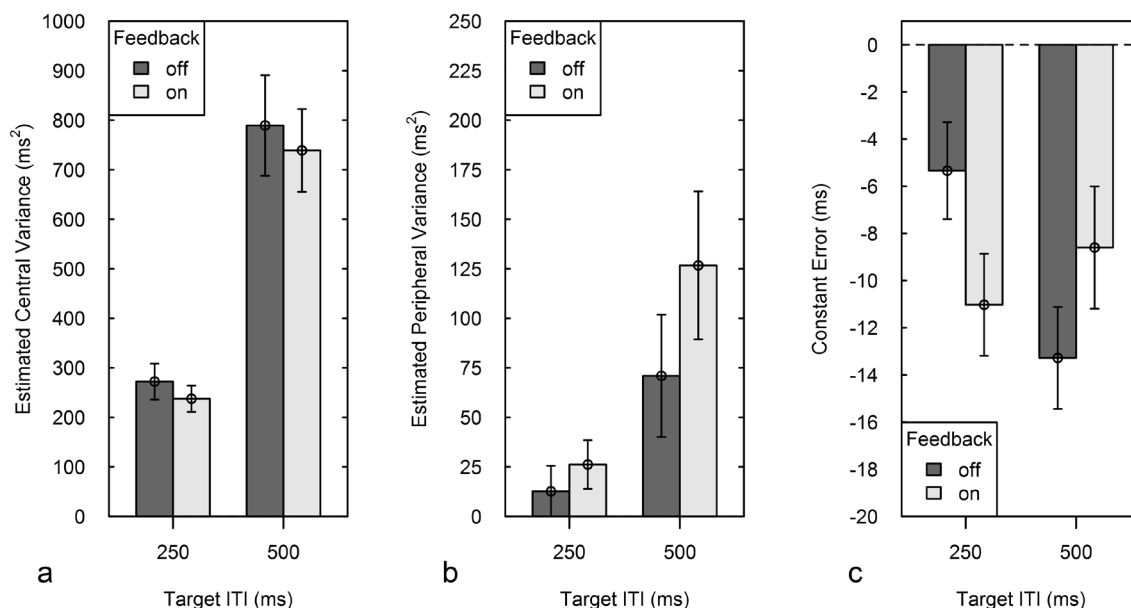 Estimated Central Variance (ms²)
1000
900
800
700
600
500
400
300
200
100
0
Feedback
off
on
250 500
a
Target ITI (ms)
Estimated Peripheral Variance (ms²)
250
225
200
175
150
125
100
75
50
25
0
Feedback
off
on
250 500
b
Target ITI (ms)
Constant Error (ms)
0
-2
-4
-6
-8
-10
-12
-14
-16
-18
-20
Feedback
off
on
250 500
c
Target ITI (ms)